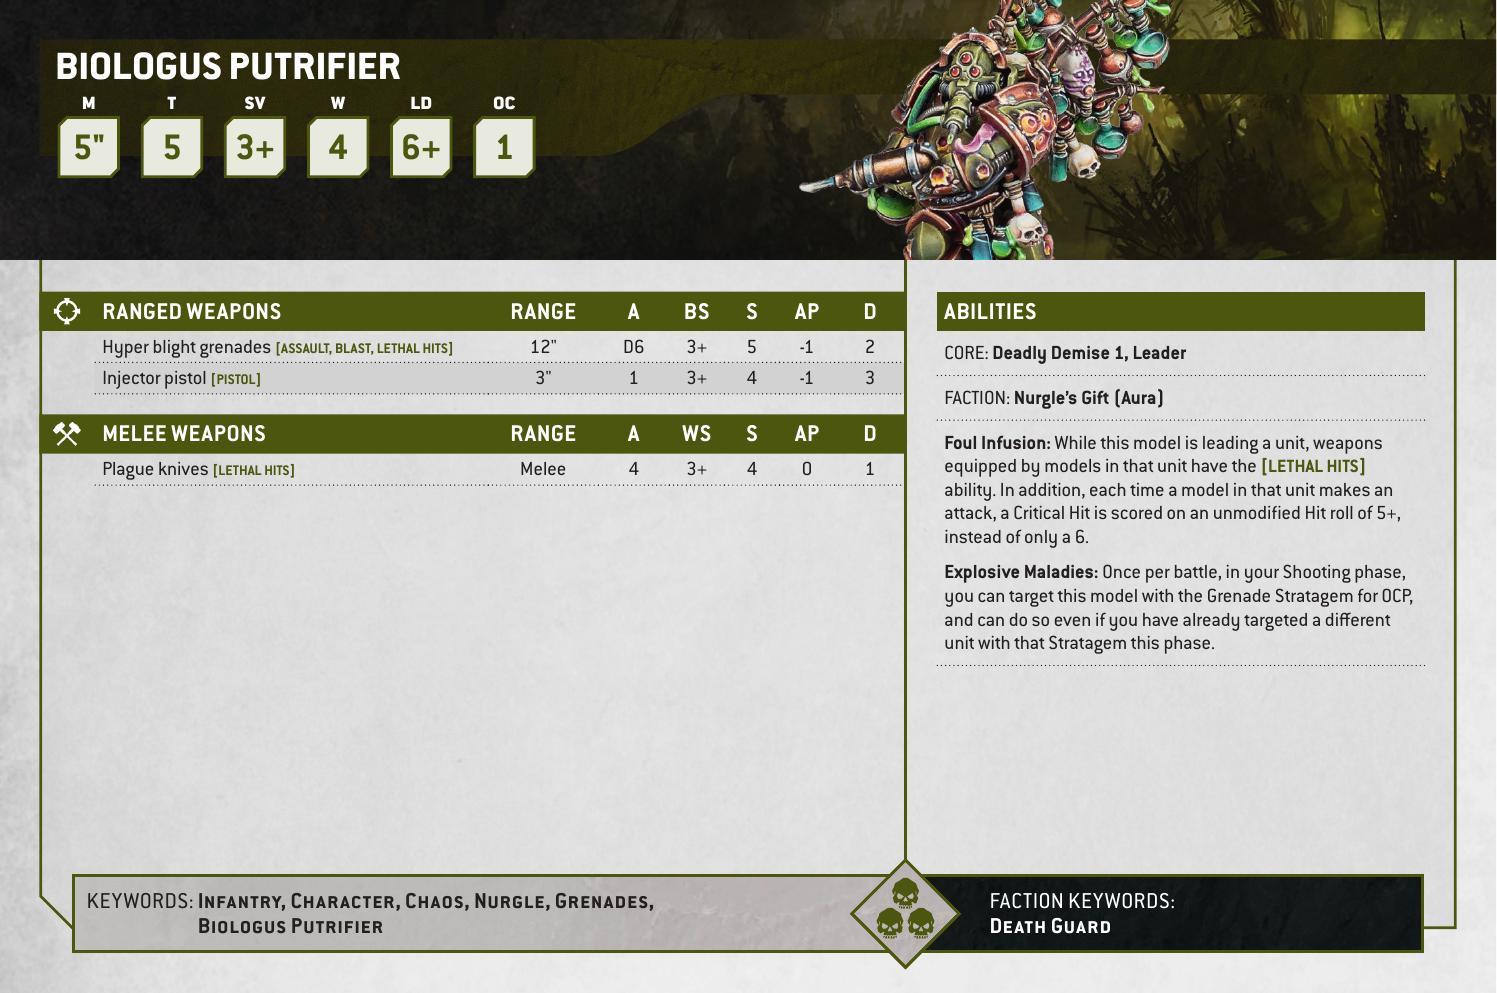 BIOLOGUS PUTRIFIER
M T SV W LD OC
5" 5 3+ 4 6+ 1
RANGED WEAPONS RANGE A BS S AP D
Hyper blight grenades [ASSAULT, BLAST, LETHAL HITS] 12" D6 3+ 5 -1 2
Injector pistol [PISTOL] 3" 1 3+ 4 -1 3
MELEE WEAPONS RANGE A WS S AP D
Plague knives [LETHAL HITS] Melee 4 3+ 4 0 1
ABILITIES
CORE: Deadly Demise 1, Leader
FACTION: Nurgle’s Gift (Aura)
Foul Infusion: While this model is leading a unit, weapons
equipped by models in that unit have the [LETHAL HITS]
ability. In addition, each time a model in that unit makes an
attack, a Critical Hit is scored on an unmodified Hit roll of 5+,
instead of only a 6.
Explosive Maladies: Once per battle, in your Shooting phase,
you can target this model with the Grenade Stratagem for 0CP,
and can do so even if you have already targeted a different
unit with that Stratagem this phase.
KEYWORDS: INFANTRY, CHARACTER, CHAOS, NURGLE, GRENADES,
BIOLOGUS PUTRIFIER
FACTION KEYWORDS:
DEATH GUARD